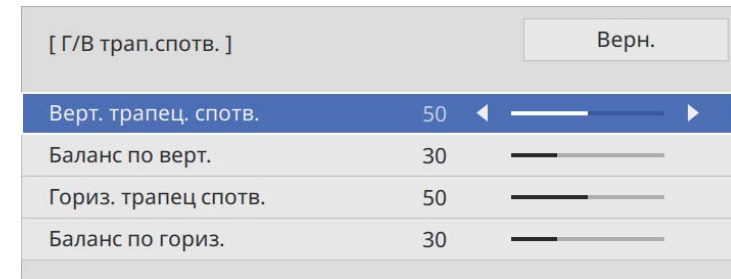 [ Г/В трап.спотв. ] Верн.
Верт. трапец. спотв. 50
Баланс по верт. 30
Гориз. трапец спотв. 50
Баланс по гориз. 30